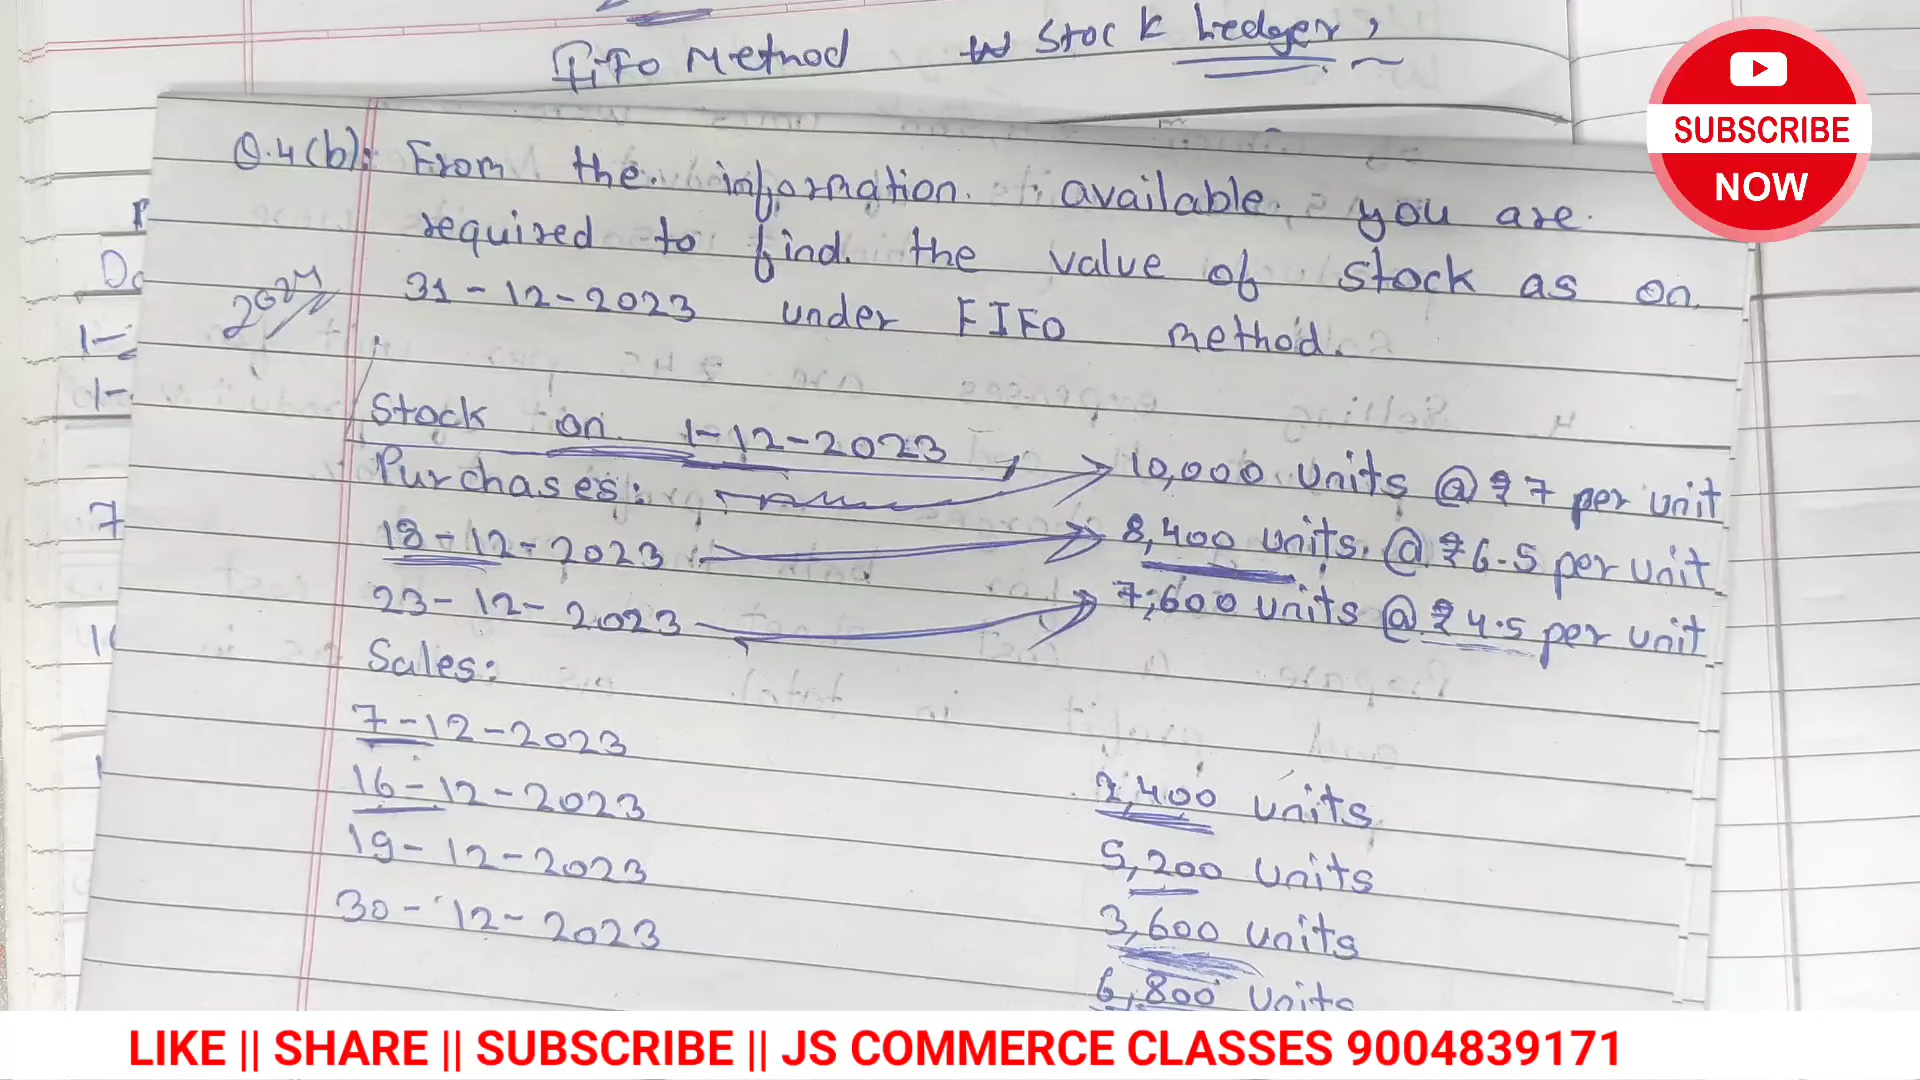 FIFO Method w Stock Ledger,
SUBSCRIBE
NOW
Q.4(b): From the information available you are
required to find the value of stock as on
2024
31-12-2023 under FIFO method.
Stock on 1-12-2023 10,000 units @ ₹7 per unit
Purchases:
18-12-2023 8,400 units @ ₹6.5 per unit
23-12-2023 7,600 units @ ₹4.5 per unit
Sales:
7-12-2023 2,400 units
16-12-2023 5,200 units
19-12-2023 3,600 units
30-12-2023 6,800 units
LIKE || SHARE || SUBSCRIBE || JS COMMERCE CLASSES 9004839171